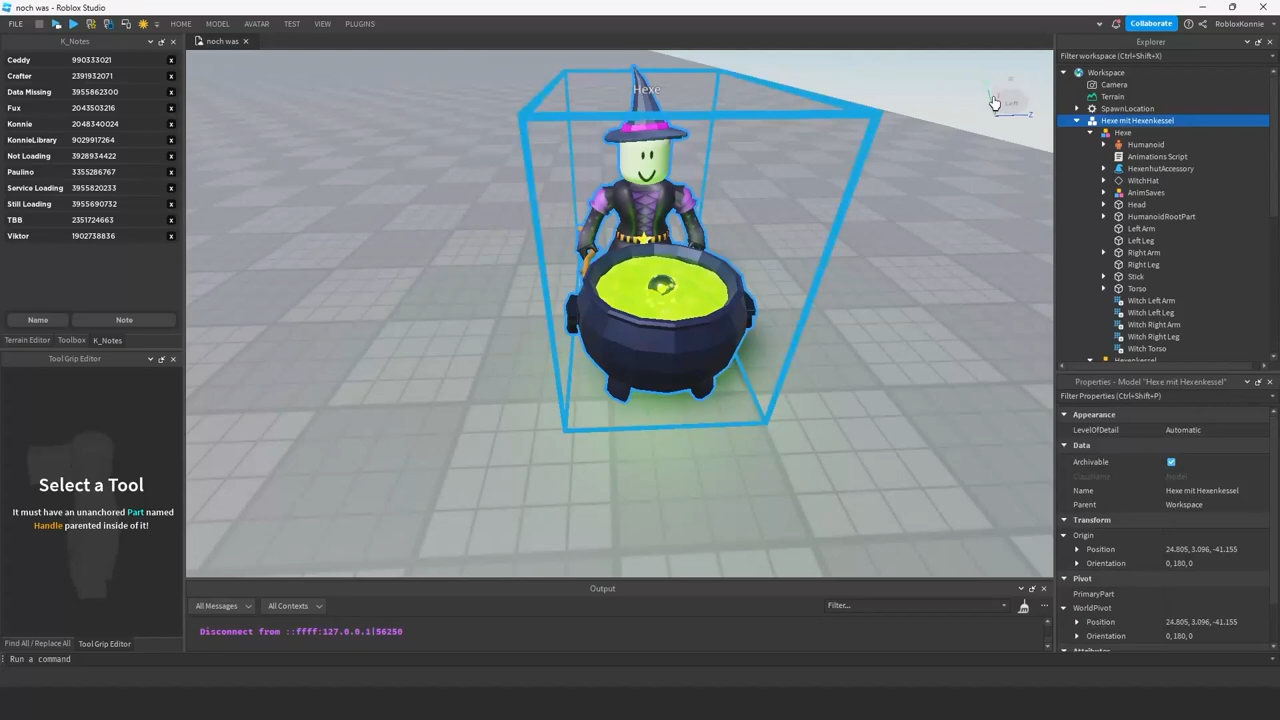 noch was - Roblox Studio
FILE
HOME MODEL AVATAR TEST VIEW PLUGINS
Collaborate
RobloxKonnie
K_Notes
noch was
Explorer
Filter workspace (Ctrl+Shift+X)
Ceddy 990333021 x
Crafter 2391932071 x
Data Missing 3955862300 x
Fux 2043503216 x
Konnie 2048340024 x
KonnieLibrary 9029917264 x
Not Loading 3928934422 x
Paulino 3355286767 x
Service Loading 3955820233 x
Still Loading 3955690732 x
TBB 2351724663 x
Viktor 1902738836 x
Name Note
Terrain Editor Toolbox K_Notes
Tool Grip Editor
Select a Tool
It must have an unanchored Part named
Handle parented inside of it!
Find All / Replace All Tool Grip Editor
Run a command
Hexe
Left
Z
Output
All Messages All Contexts Filter...
Disconnect from ::ffff:127.0.0.1|56250
Workspace
Camera
Terrain
SpawnLocation
Hexe mit Hexenkessel
Hexe
Humanoid
Animations Script
HexenhutAccessory
WitchHat
AnimSaves
Head
HumanoidRootPart
Left Arm
Left Leg
Right Arm
Right Leg
Stick
Torso
Witch Left Arm
Witch Left Leg
Witch Right Arm
Witch Right Leg
Witch Torso
Hexenkessel
Properties - Model "Hexe mit Hexenkessel"
Filter Properties (Ctrl+Shift+P)
Appearance
LevelOfDetail Automatic
Data
Archivable
ClassName Model
Name Hexe mit Hexenkessel
Parent Workspace
Transform
Origin
Position 24.805, 3.096, -41.155
Orientation 0, 180, 0
Pivot
PrimaryPart
WorldPivot
Position 24.805, 3.096, -41.155
Orientation 0, 180, 0
Attributes